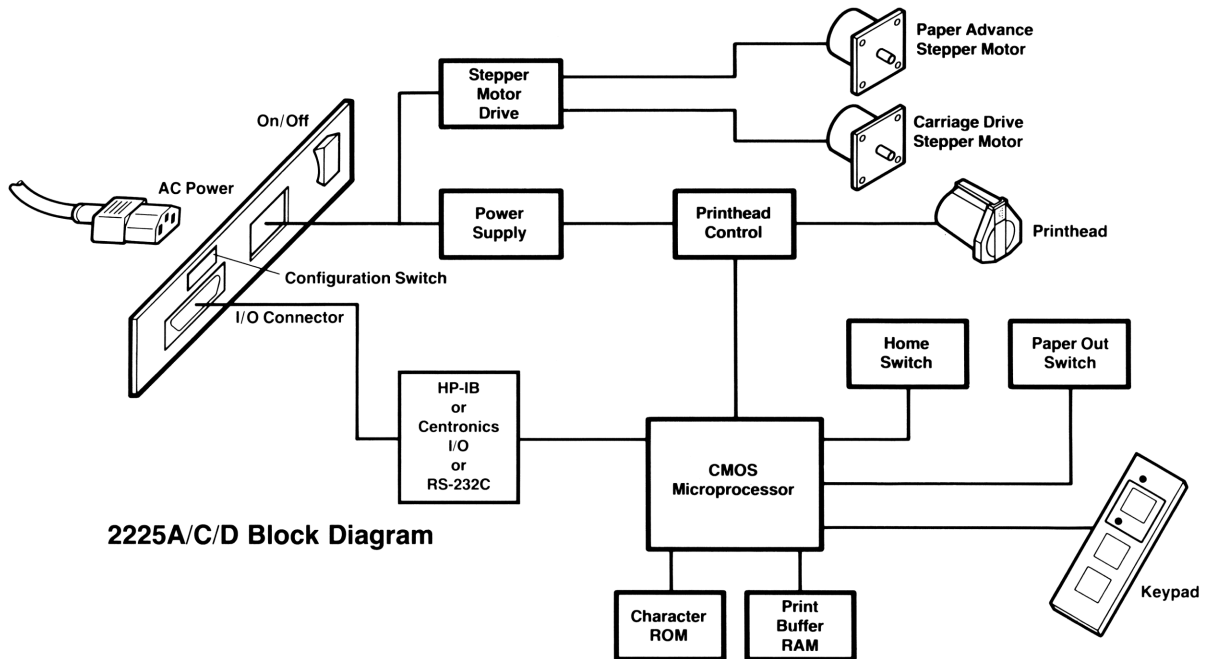 Paper Advance
Stepper Motor
Stepper
Motor
Drive
On/Off
Carriage Drive
Stepper Motor
AC Power
Power
Supply
Printhead
Control
Printhead
Configuration Switch
I/O Connector
Home
Switch
Paper Out
Switch
HP-IB
or
Centronics
I/O
or
RS-232C
CMOS
Microprocessor
2225A/C/D Block Diagram
Keypad
Character
ROM
Print
Buffer
RAM